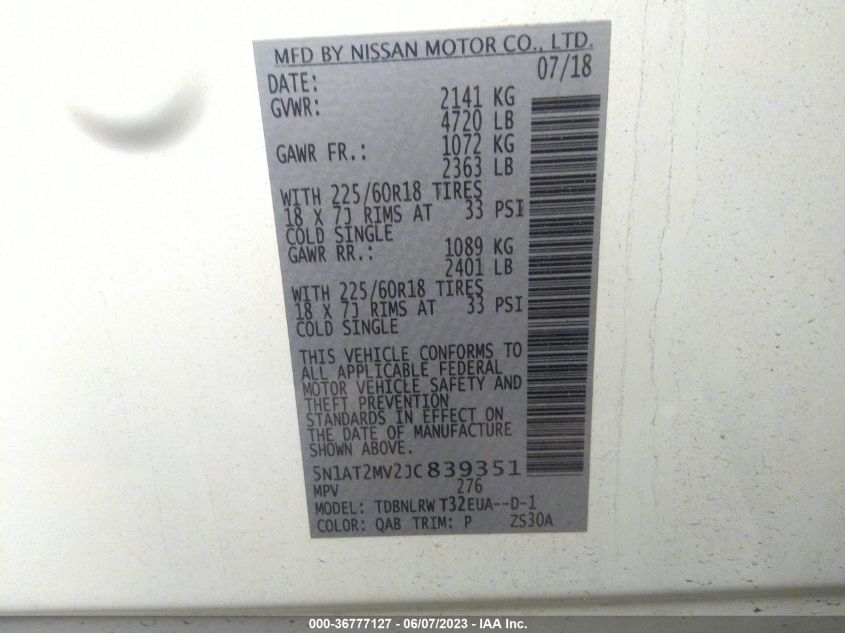 MFD BY NISSAN MOTOR CO., LTD.
DATE: 07/18
GVWR: 2141 KG
4720 LB
GAWR FR.: 1072 KG
2363 LB
WITH 225/60R18 TIRES
18 X 7J RIMS AT 33 PSI
COLD SINGLE
GAWR RR.: 1089 KG
2401 LB
WITH 225/60R18 TIRES
18 X 7J RIMS AT 33 PSI
COLD SINGLE
THIS VEHICLE CONFORMS TO
ALL APPLICABLE FEDERAL
MOTOR VEHICLE SAFETY AND
THEFT PREVENTION
STANDARDS IN EFFECT ON
THE DATE OF MANUFACTURE
SHOWN ABOVE.
5N1AT2MV2JC839351
MPV 276
MODEL: TDBNLRW T32EUA--D-1
COLOR: QAB TRIM: P ZS30A
000-36777127 - 06/07/2023 - IAA Inc.